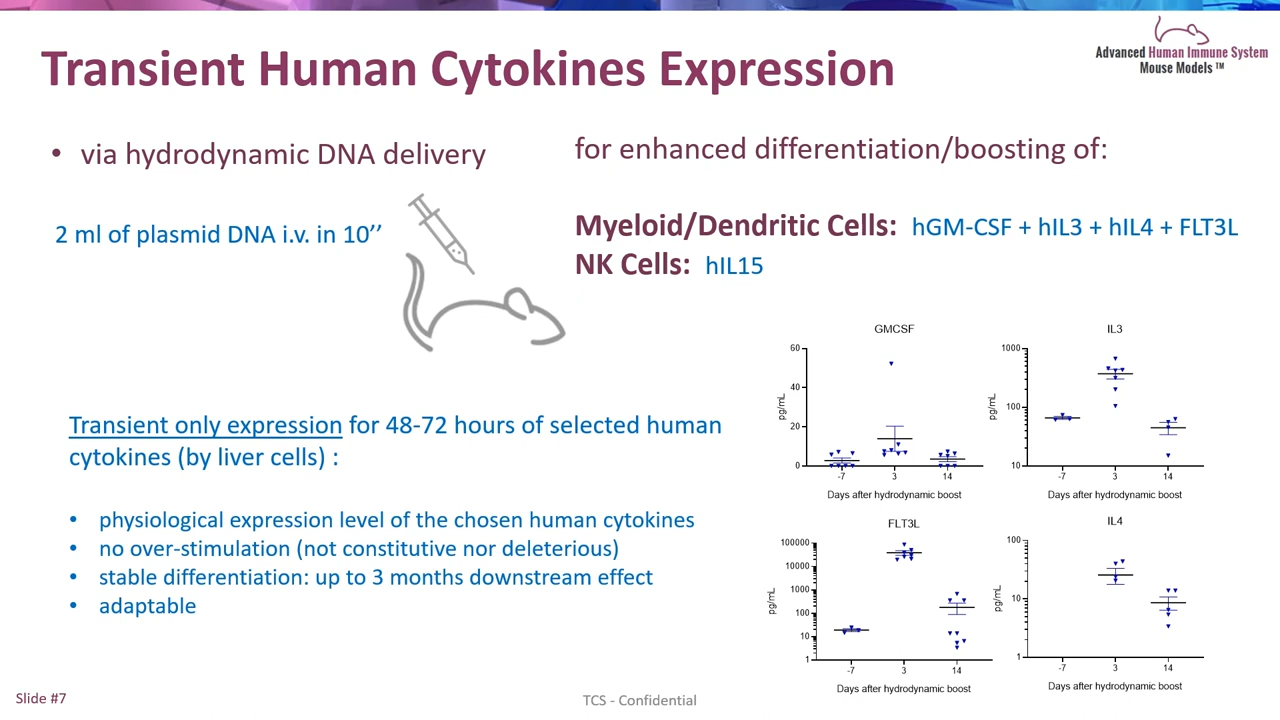 Advanced Human Immune System
Mouse Models ™
Transient Human Cytokines Expression
• via hydrodynamic DNA delivery
2 ml of plasmid DNA i.v. in 10’’
for enhanced differentiation/boosting of:
Myeloid/Dendritic Cells: hGM-CSF + hIL3 + hIL4 + FLT3L
NK Cells: hIL15
Transient only expression for 48-72 hours of selected human
cytokines (by liver cells) :
• physiological expression level of the chosen human cytokines
• no over-stimulation (not constitutive nor deleterious)
• stable differentiation: up to 3 months downstream effect
• adaptable
GMCSF
60
40
20
0
pg/mL
-7 3 14
Days after hydrodynamic boost
IL3
1000
100
10
pg/mL
-7 3 14
Days after hydrodynamic boost
FLT3L
100000
10000
1000
100
10
1
pg/mL
-7 3 14
Days after hydrodynamic boost
IL4
100
10
1
pg/mL
-7 3 14
Days after hydrodynamic boost
Slide #7
TCS - Confidential